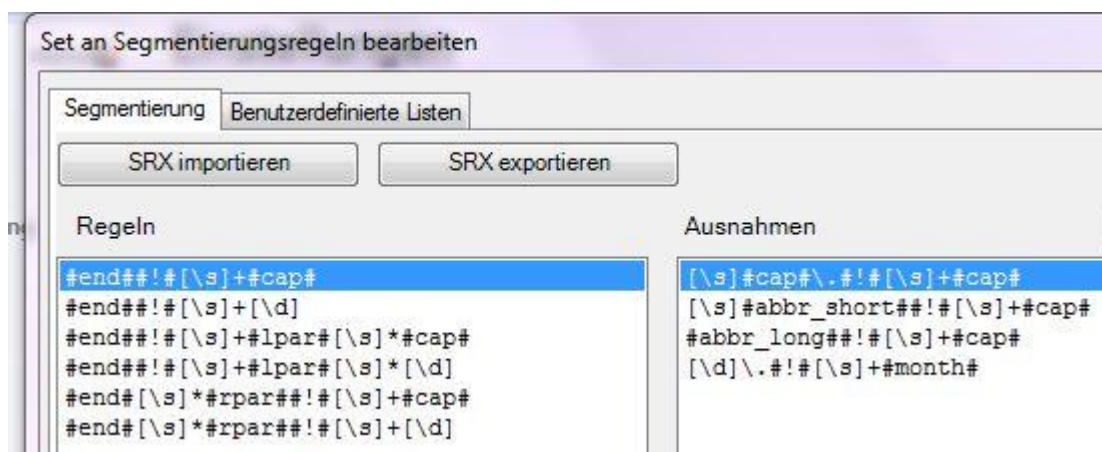 Set an Segmentierungsregeln bearbeiten
Segmentierung Benutzerdefinierte Listen
SRX importieren SRX exportieren
Regeln
#end##!#[\s]+#cap#
#end##!#[\s]+[\d]
#end##!#[\s]+#lpar#[\s]*#cap#
#end##!#[\s]+#lpar#[\s]*[\d]
#end#[\s]*#rpar##!#[\s]+#cap#
#end#[\s]*#rpar##!#[\s]+[\d]
Ausnahmen
[\s]#cap#\.#!#[\s]+#cap#
[\s]#abbr_short##!#[\s]+#cap#
#abbr_long##!#[\s]+#cap#
[\d]\.#!#[\s]+#month#